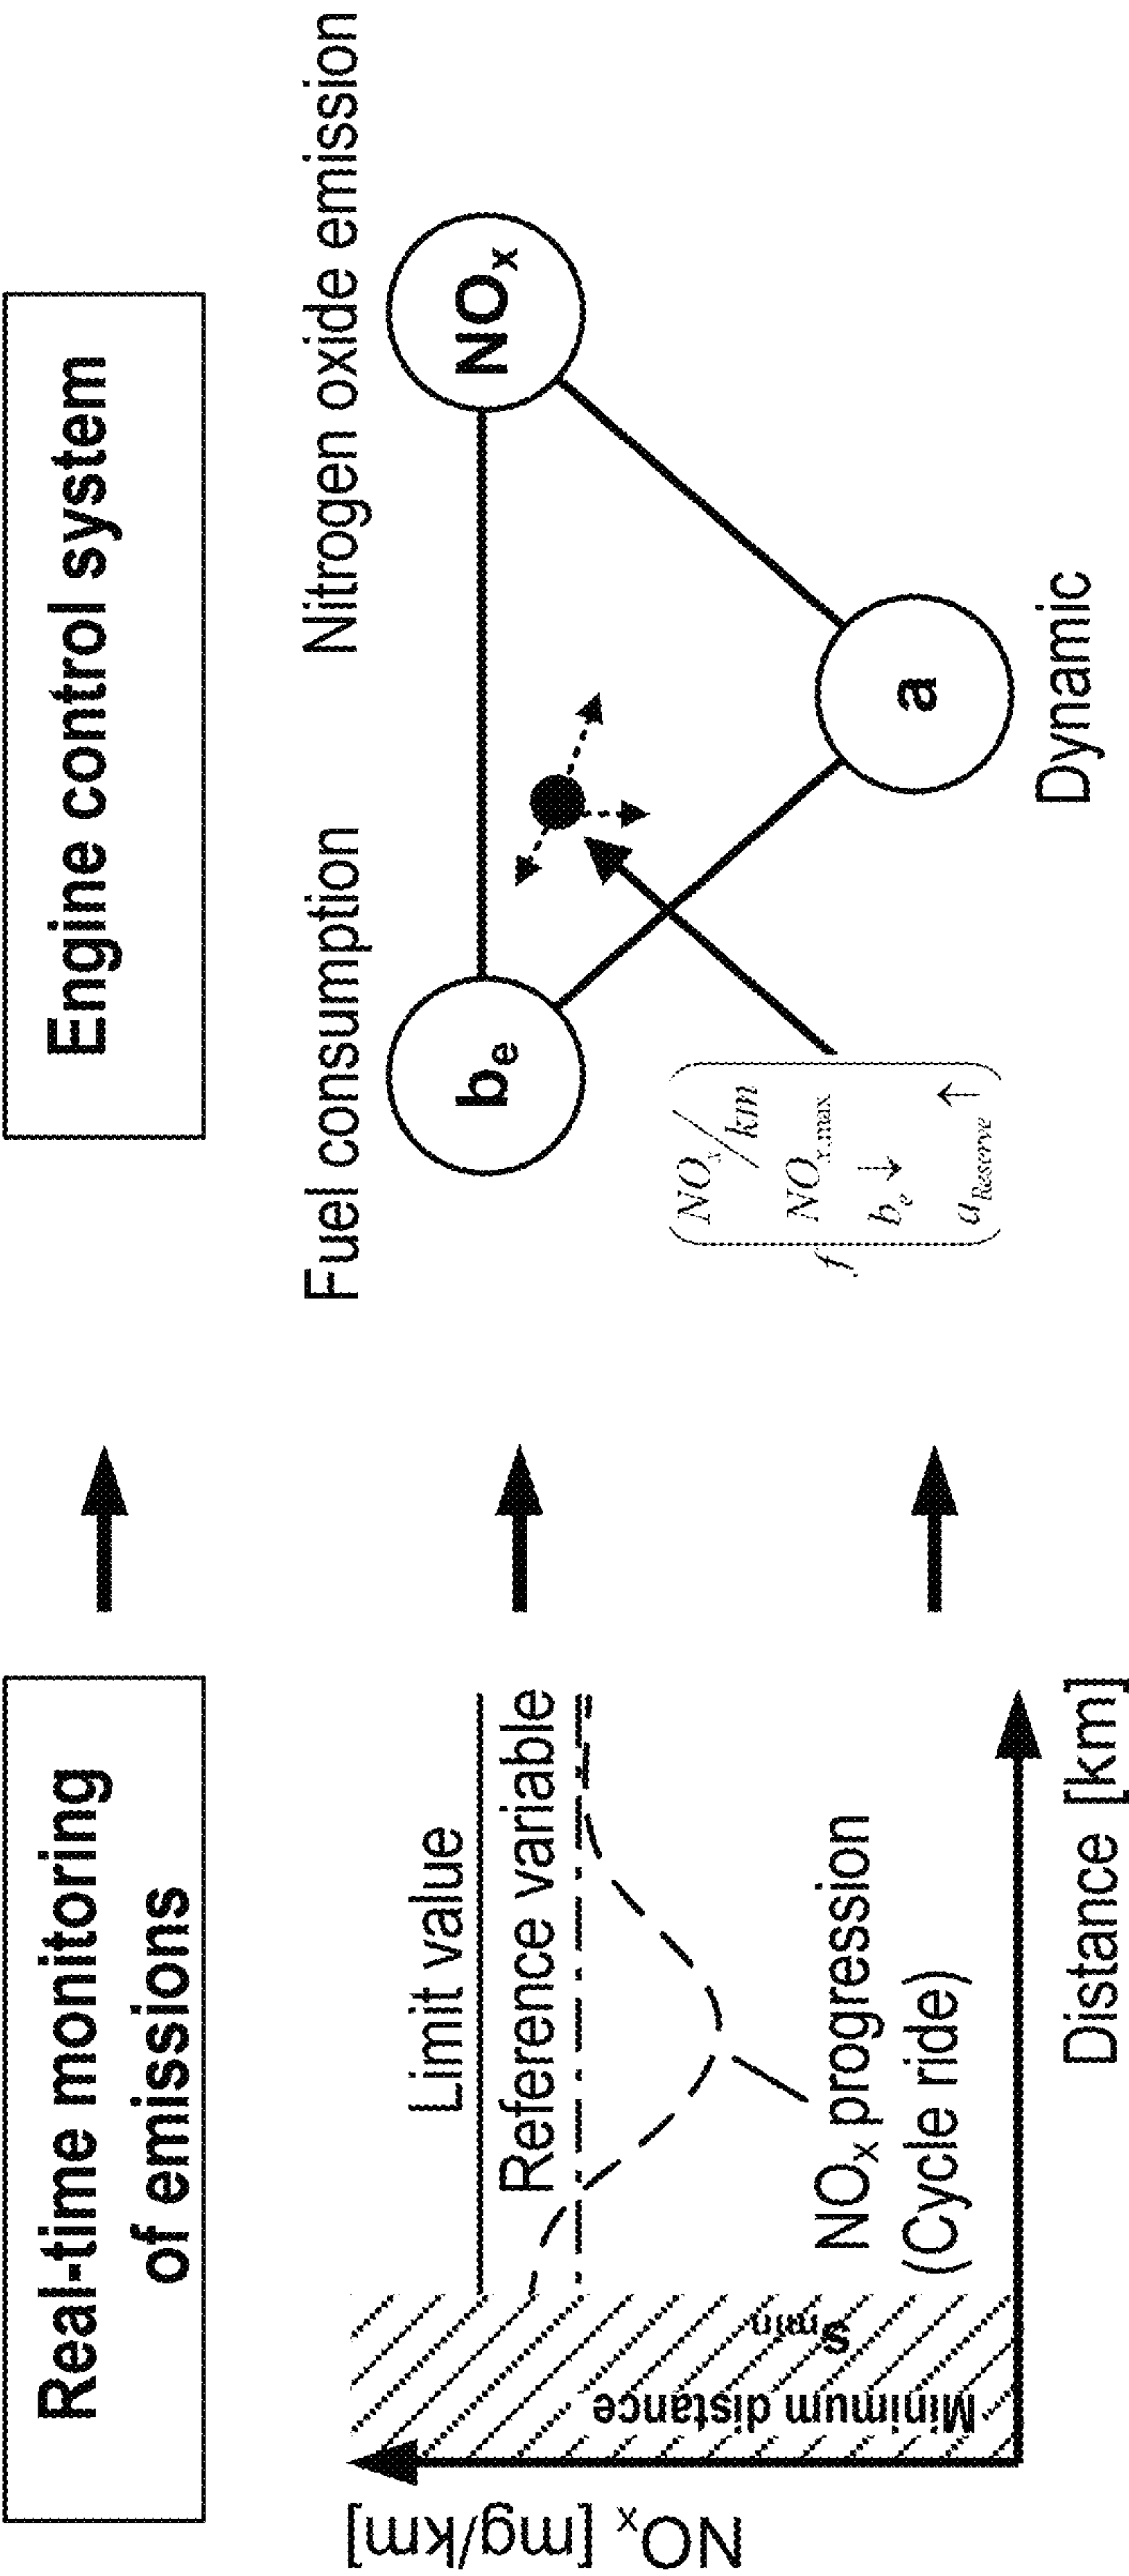 Real-time monitoring
of emissions
Engine control system
NOx [mg/km]
Limit value
Reference variable
Minimum distance
smin
NOx progression
(Cycle ride)
Distance [km]
Fuel consumption
Nitrogen oxide emission
be
NOx
a
Dynamic
f
NOx/km
NOx,max
be ↓
aReserve ↑